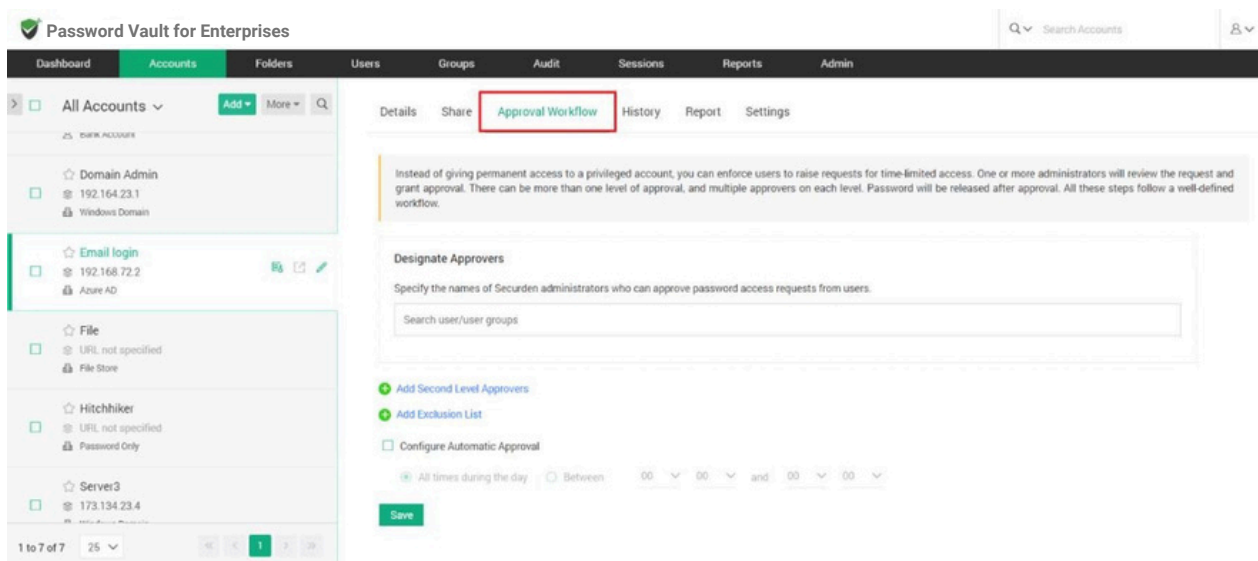 Password Vault for Enterprises
Search Accounts
Dashboard Accounts Folders Users Groups Audit Sessions Reports Admin
All Accounts Add More
Bank Account
Domain Admin
192.164.23.1
Windows Domain
Email login
192.168.72.2
Azure AD
File
URL not specified
File Store
Hitchhiker
URL not specified
Password Only
Server3
173.134.23.4
Windows Domain
1 to 7 of 7 25 1
Details Share Approval Workflow History Report Settings
Instead of giving permanent access to a privileged account, you can enforce users to raise requests for time-limited access. One or more administrators will review the request and
grant approval. There can be more than one level of approval, and multiple approvers on each level. Password will be released after approval. All these steps follow a well-defined
workflow.
Designate Approvers
Specify the names of Securden administrators who can approve password access requests from users.
Search user/user groups
Add Second Level Approvers
Add Exclusion List
Configure Automatic Approval
All times during the day Between 00 00 and 00 00
Save